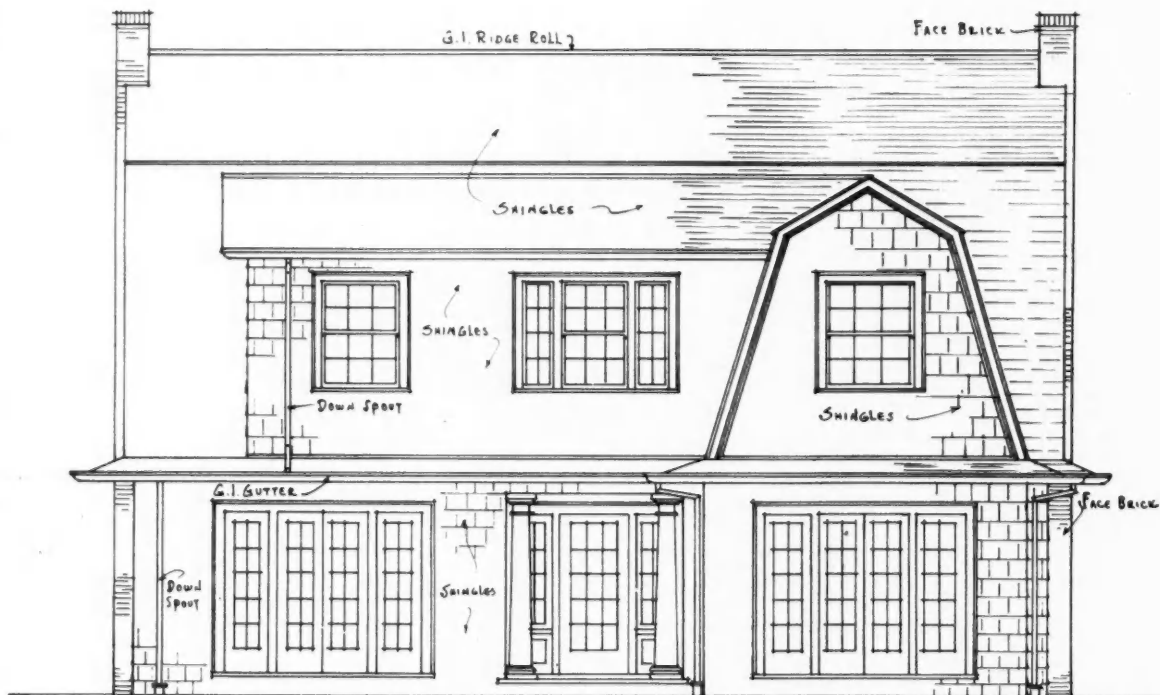 G.I. RIDGE ROLL
FACE BRICK
SHINGLES
SHINGLES
DOWN SPOUT
SHINGLES
G.I. GUTTER
FACE BRICK
DOWN
SPOUT
SHINGLES